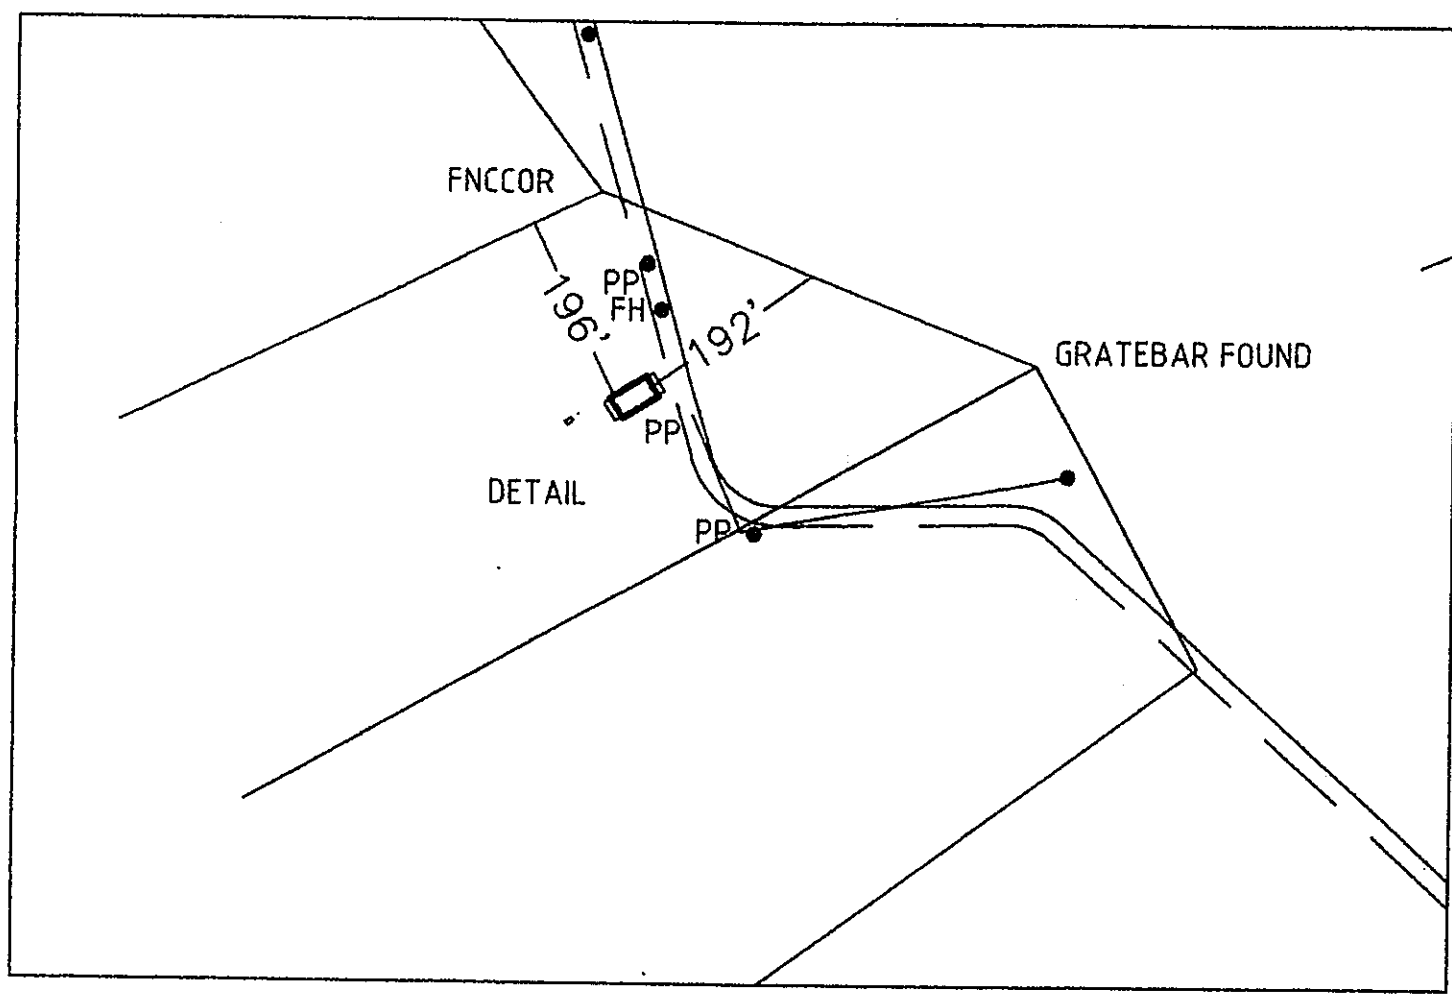 FNCCOR
PP
FH
196'
192'
GRATEBAR FOUND
PP
DETAIL
PP